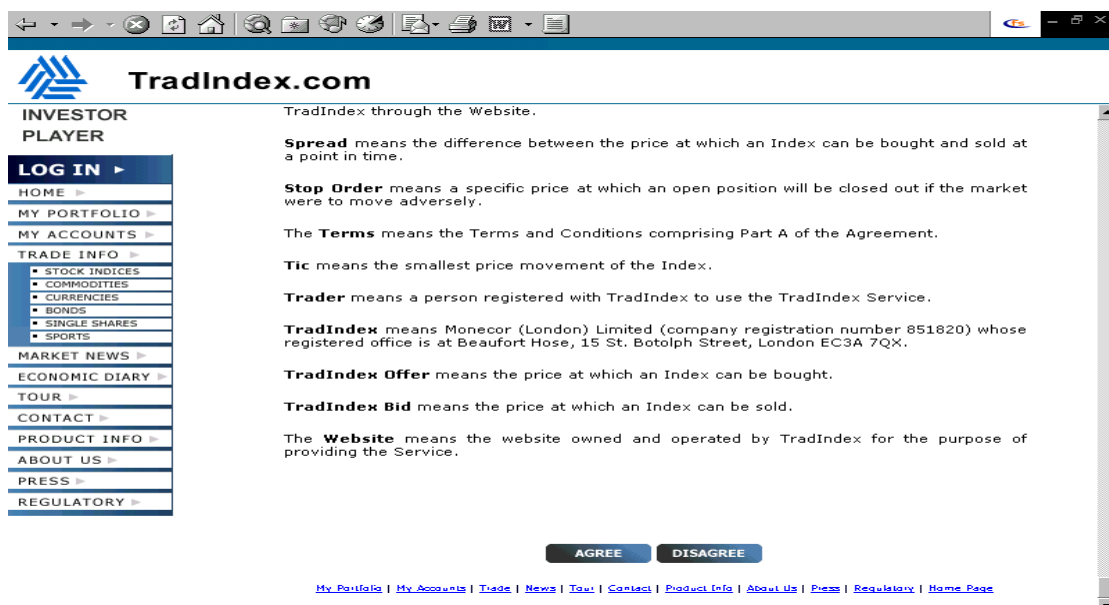 TradIndex.com
INVESTOR
PLAYER
LOG IN
HOME
MY PORTFOLIO
MY ACCOUNTS
TRADE INFO
STOCK INDICES
COMMODITIES
CURRENCIES
BONDS
SINGLE SHARES
SPORTS
MARKET NEWS
ECONOMIC DIARY
TOUR
CONTACT
PRODUCT INFO
ABOUT US
PRESS
REGULATORY
TradIndex through the Website.
Spread means the difference between the price at which an Index can be bought and sold at
a point in time.
Stop Order means a specific price at which an open position will be closed out if the market
were to move adversely.
The Terms means the Terms and Conditions comprising Part A of the Agreement.
Tic means the smallest price movement of the Index.
Trader means a person registered with TradIndex to use the TradIndex Service.
TradIndex means Monecor (London) Limited (company registration number 851820) whose
registered office is at Beaufort Hose, 15 St. Botolph Street, London EC3A 7QX.
TradIndex Offer means the price at which an Index can be bought.
TradIndex Bid means the price at which an Index can be sold.
The Website means the website owned and operated by TradIndex for the purpose of
providing the Service.
AGREE DISAGREE
My Portfolio | My Accounts | Trade | News | Tour | Contact | Product Info | About Us | Press | Regulatory | Home Page